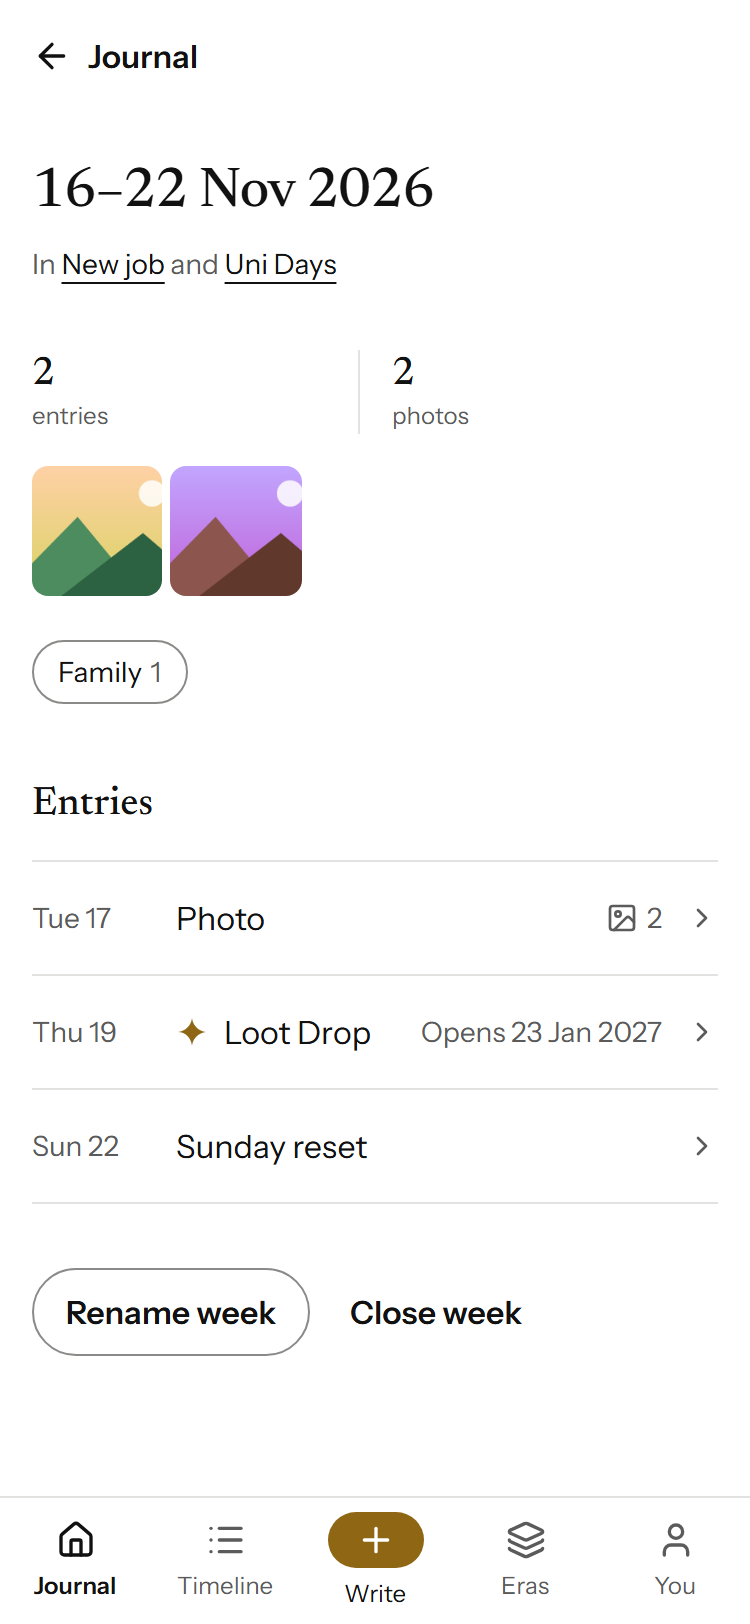 Journal
16–22 Nov 2026
In New job and Uni Days
2
entries
2
photos
Family 1
Entries
Tue 17 Photo 2
Thu 19 Loot Drop Opens 23 Jan 2027
Sun 22 Sunday reset
Rename week Close week
Journal Timeline Write Eras You